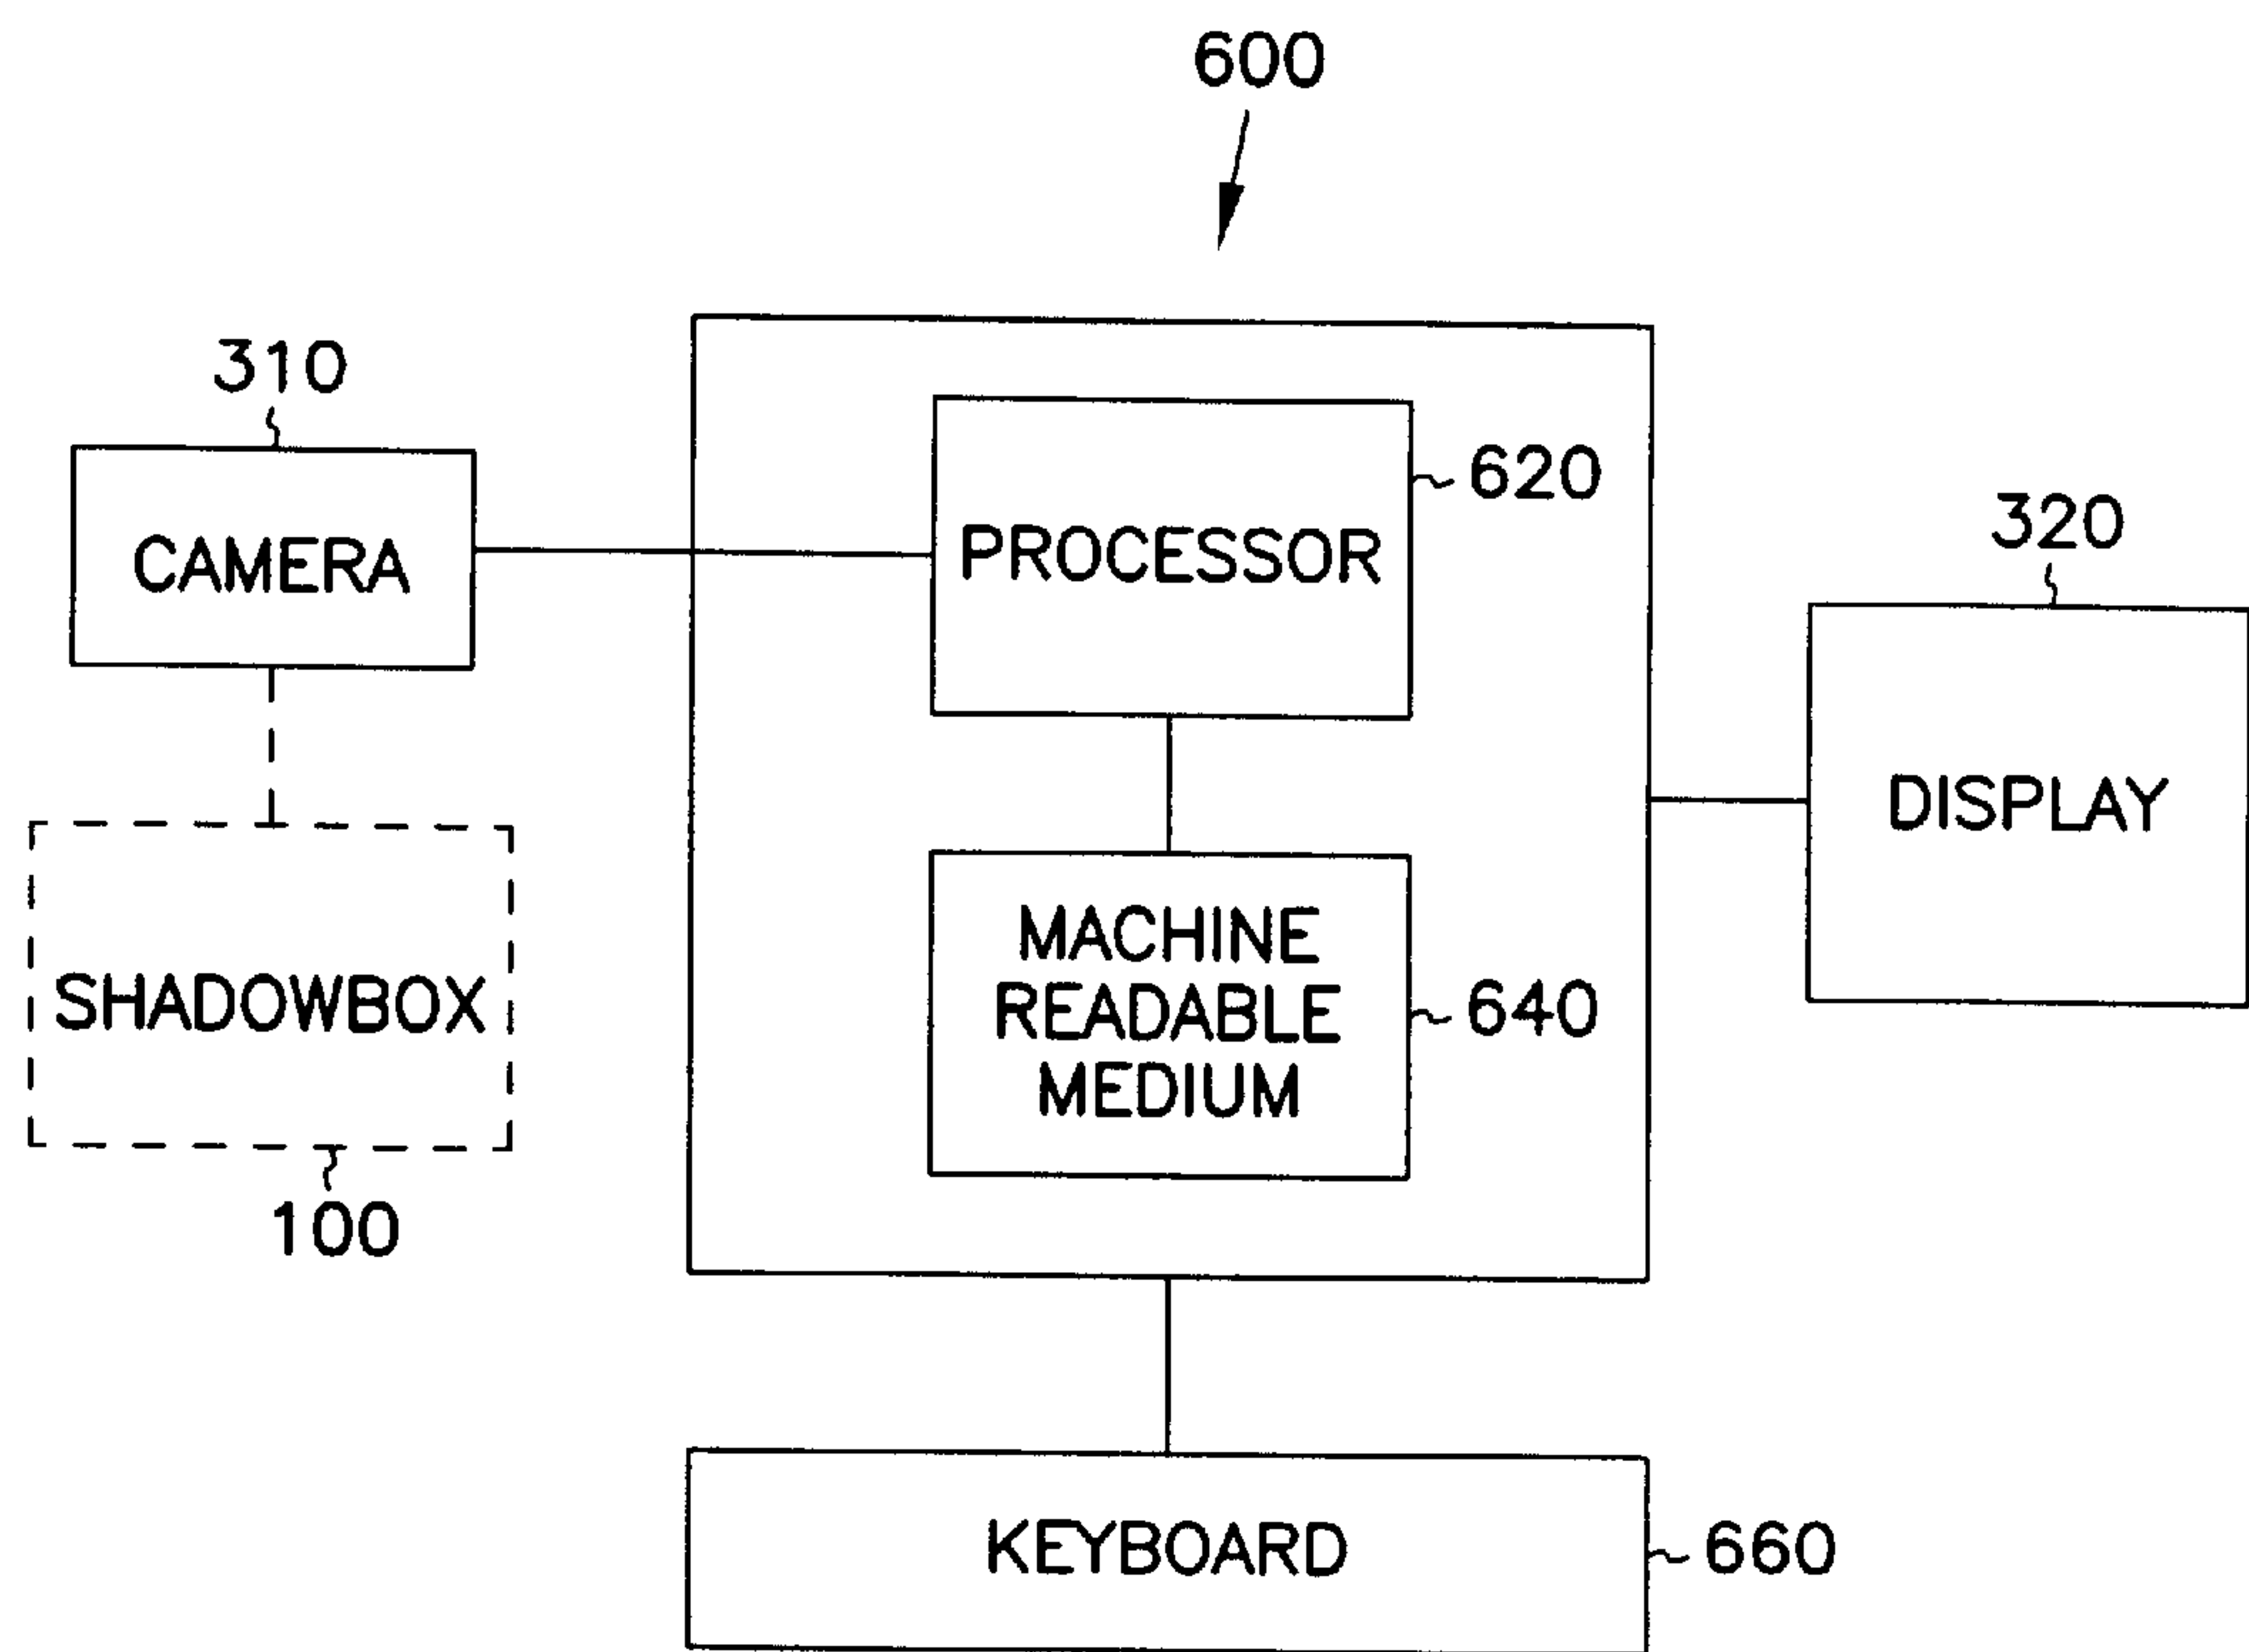 600
310
CAMERA
PROCESSOR
620
320
DISPLAY
SHADOWBOX
100
MACHINE
READABLE
MEDIUM
640
KEYBOARD
660